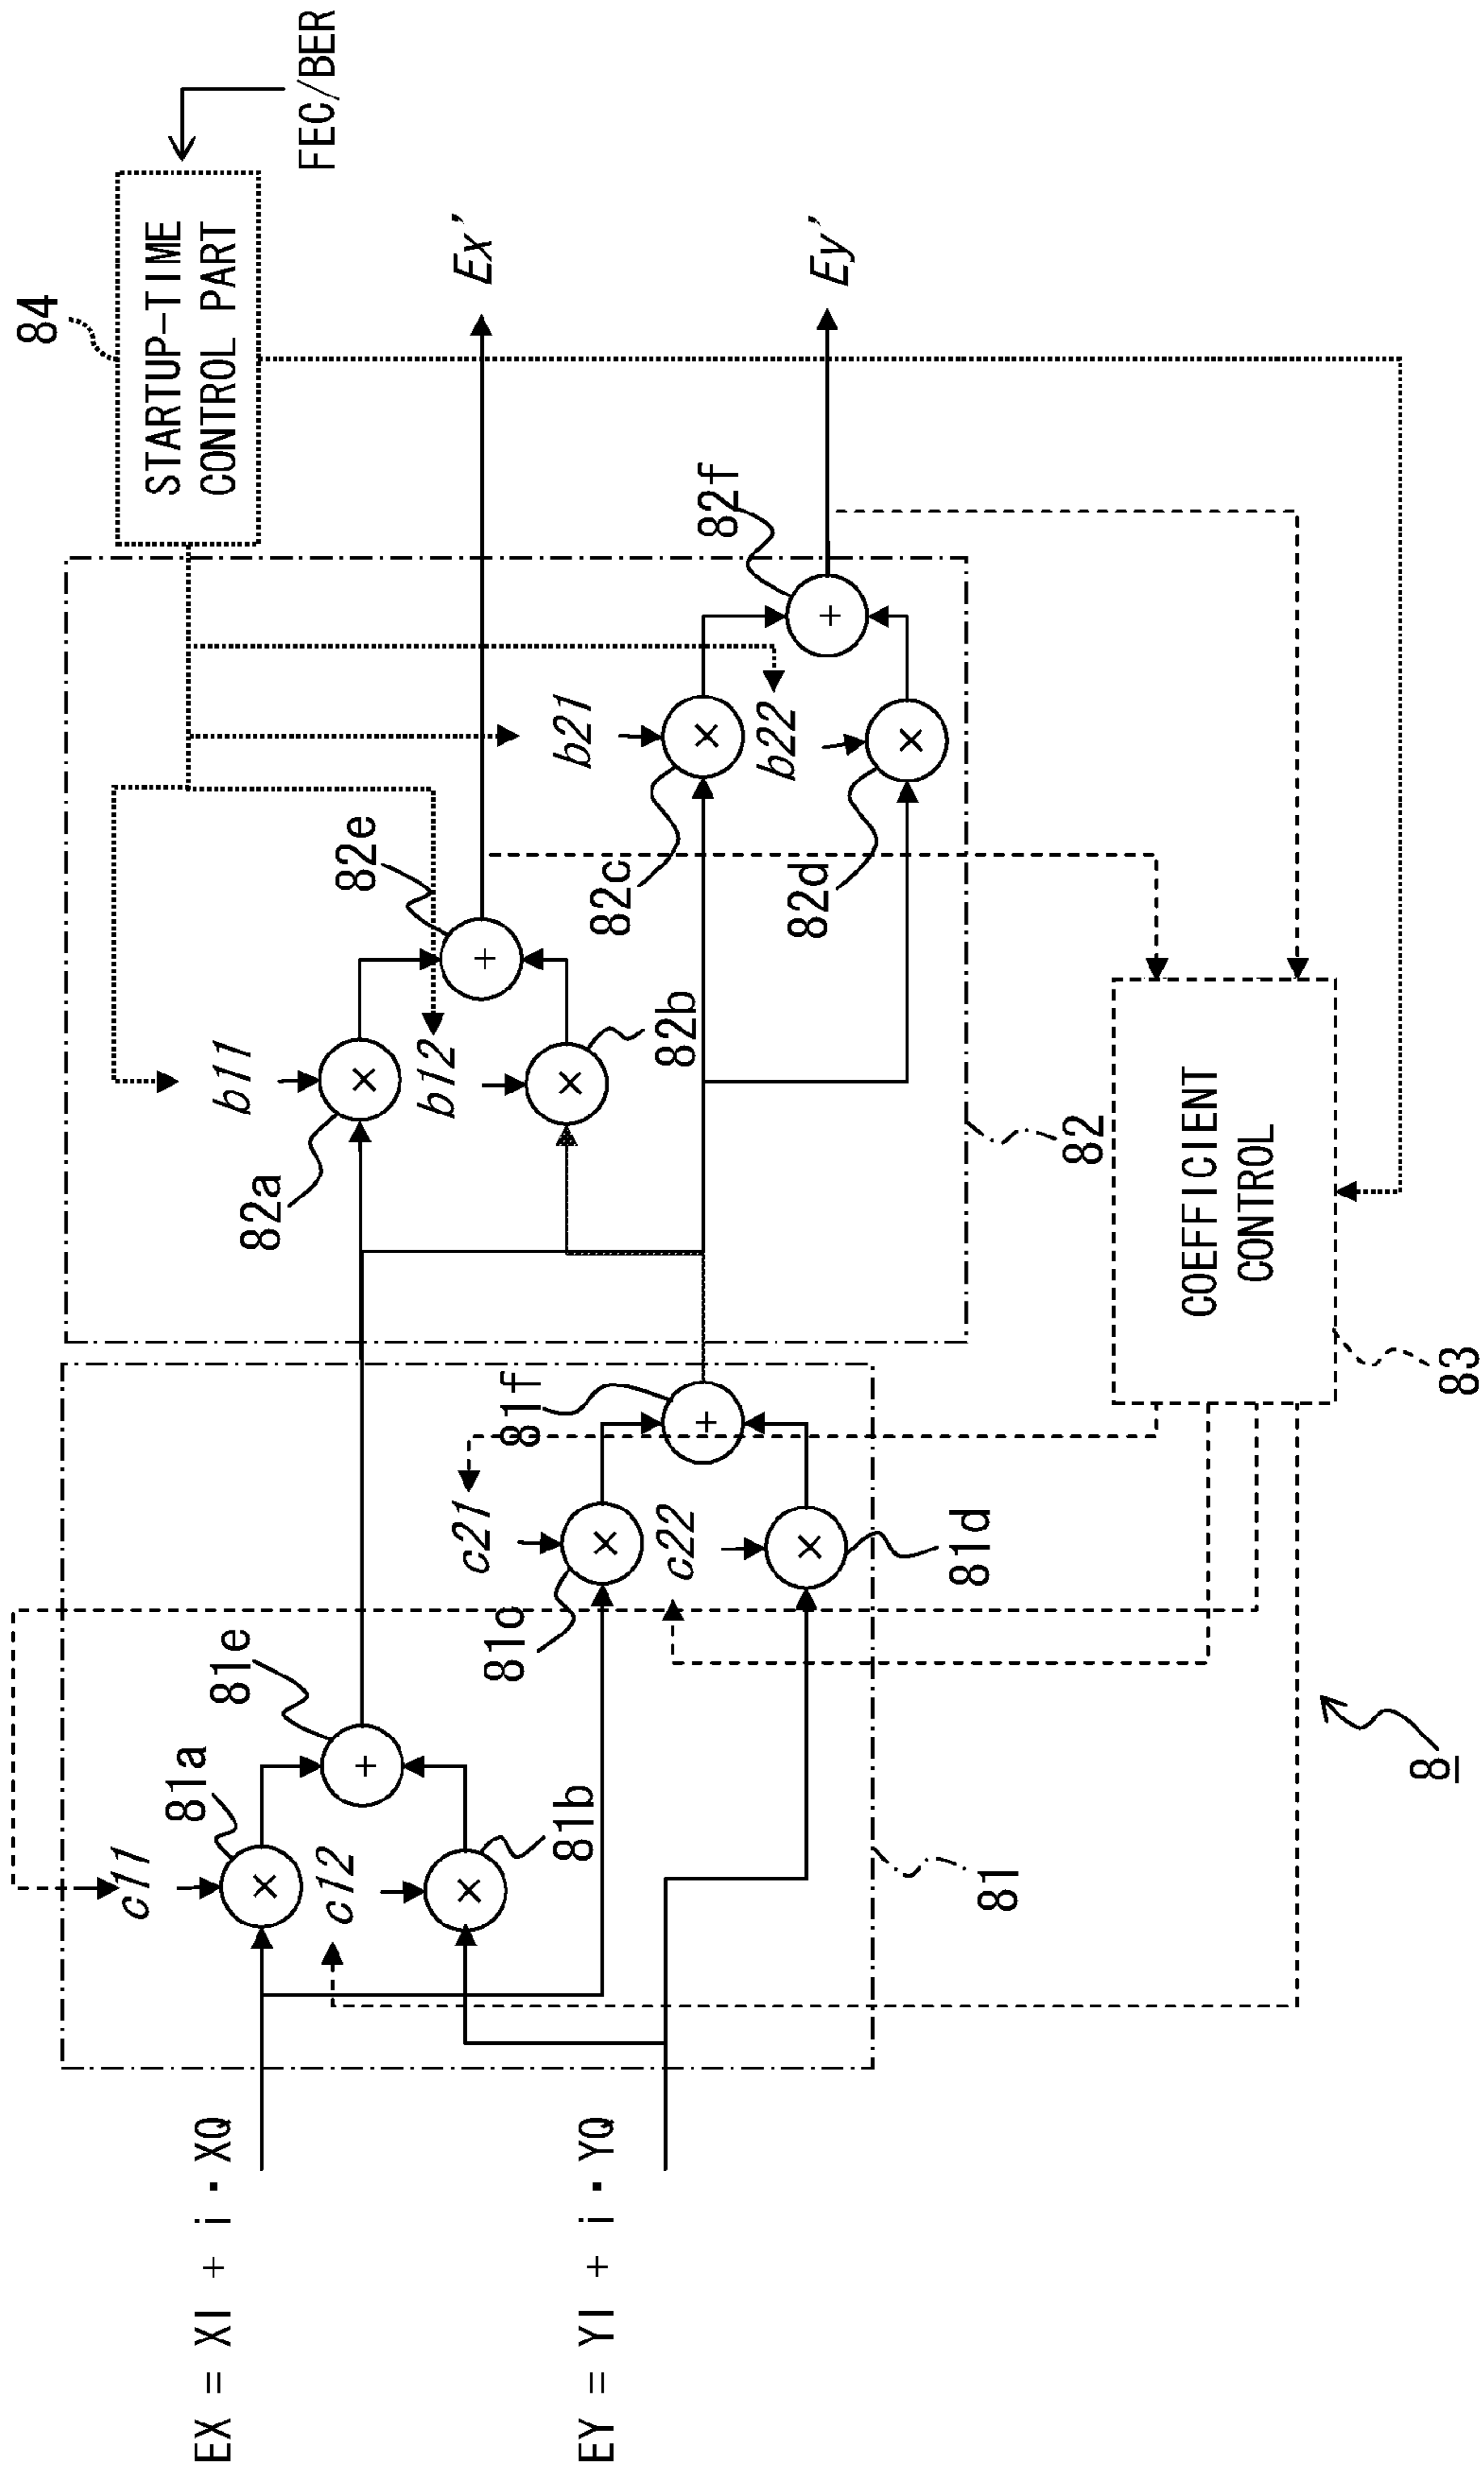 84
STARTUP-TIME
CONTROL PART
FEC/BER
c11
81a
81e
c12
81b
EX = XI + i・XQ
EY = YI + i・YQ
c21
81f
81c
c22
81d
81
b11
82a
82e
b12
82b
Ex'
b21
82c
82f
b22
82d
Ey'
82
COEFFICIENT
CONTROL
83
8
+
+
+
+
×
×
×
×
×
×
×
×